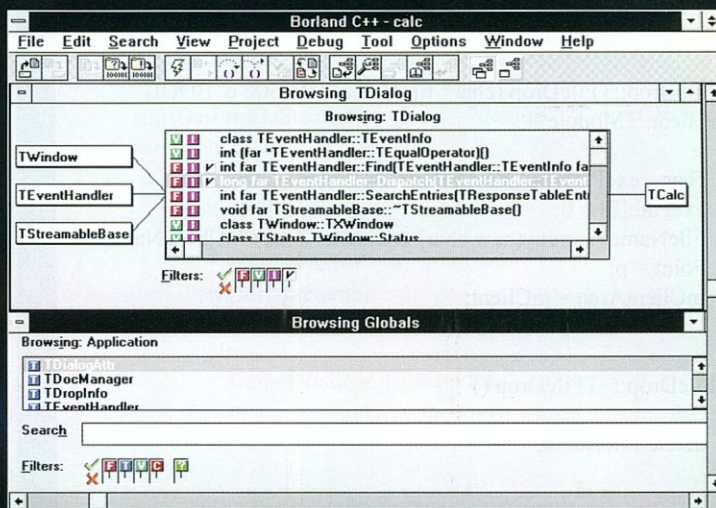 Borland C++ - calc
File Edit Search View Project Debug Tool Options Window Help
Browsing TDialog
Browsing: TDialog
TWindow
TEventHandler
TStreamableBase
class TEventHandler::TEventInfo
int (far *TEventHandler::TEqualOperator)()
int far TEventHandler::Find(TEventHandler::TEventInfo fa
long far TEventHandler::Dispatch(TEventHandler::TEvent
int far TEventHandler::SearchEntries(TResponseTableEnt
void far TStreamableBase::~TStreamableBase()
class TWindow::TXWindow
class TStatus TWindow::Status
TCalc
Filters: F V I V
Browsing Globals
Browsing: Application
T TDialogAttr
T TDocManager
T TDropInfo
T TEventHandler
Search
Filters: F T V C ?